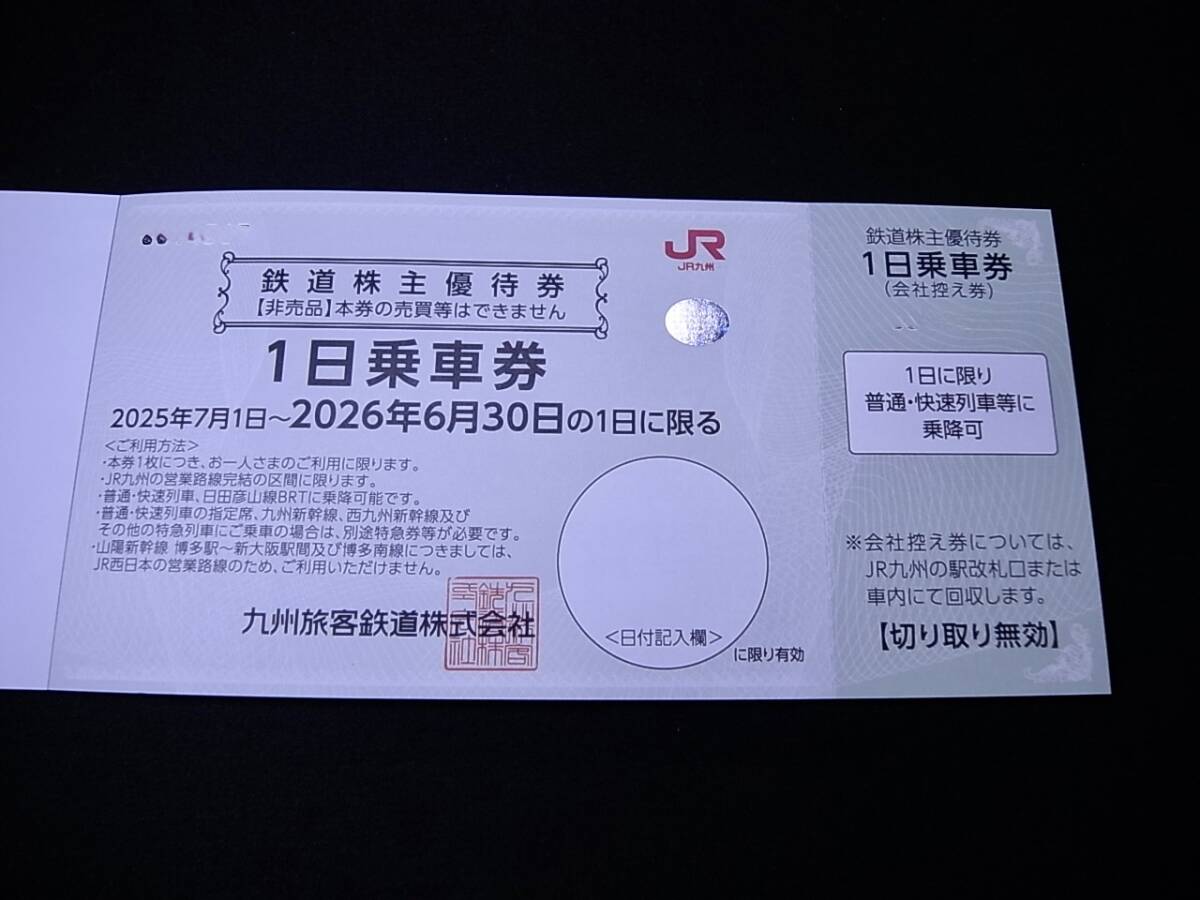 JR
JR九州
鉄道株主優待券
【非売品】本券の売買等はできません
1日乗車券
2025年7月1日～2026年6月30日の1日に限る
<ご利用方法>
・本券1枚につき、お一人さまのご利用に限ります。
・JR九州の営業路線完結の区間に限ります。
・普通・快速列車、日田彦山線BRTに乗降可能です。
・普通・快速列車の指定席、九州新幹線、西九州新幹線及び
その他の特急列車にご乗車の場合は、別途特急券等が必要です。
・山陽新幹線 博多駅～新大阪駅間及び博多南線につきましては、
JR西日本の営業路線のため、ご利用いただけません。
九州旅客鉄道株式会社
<日付記入欄>
に限り有効
鉄道株主優待券
1日乗車券
(会社控え券)
1日に限り
普通・快速列車等に
乗降可
※会社控え券については、
JR九州の駅改札口または
車内にて回収します。
【切り取り無効】